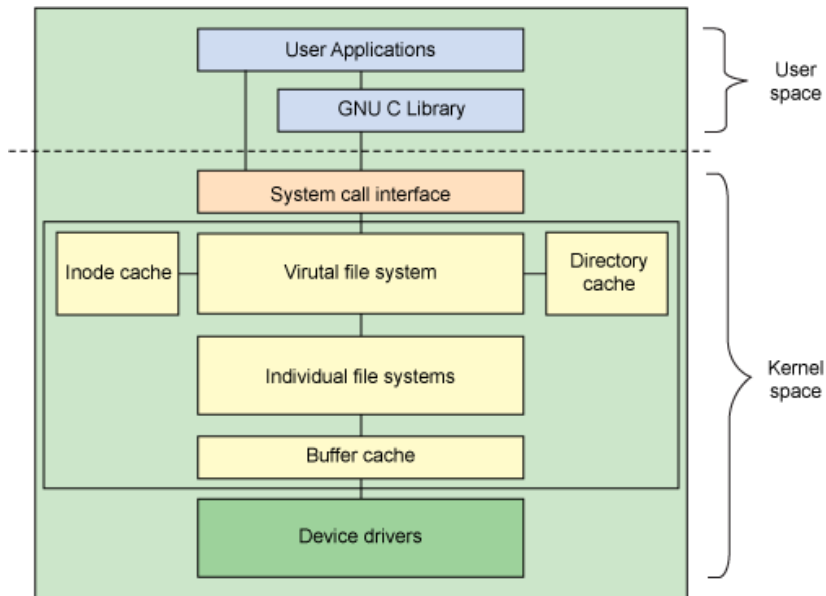 User Applications
GNU C Library
User
space
System call interface
Inode cache
Virutal file system
Directory
cache
Individual file systems
Buffer cache
Device drivers
Kernel
space